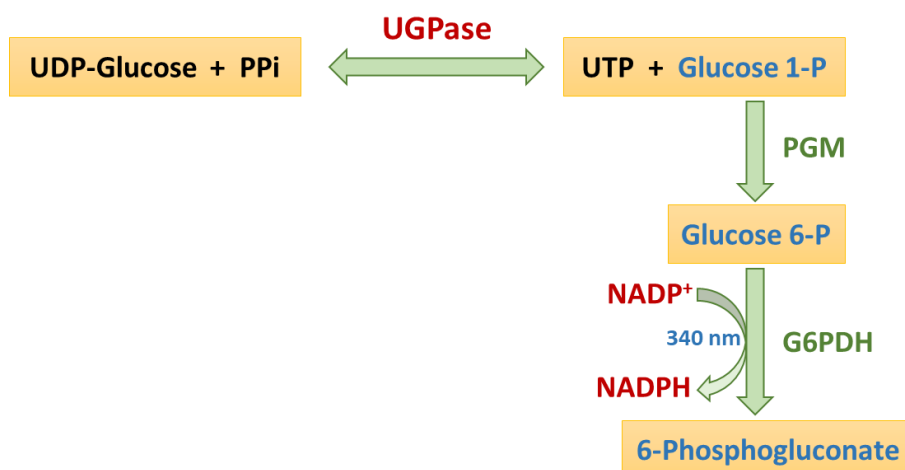 UGPase
UDP-Glucose + PPi
UTP + Glucose 1-P
PGM
Glucose 6-P
NADP⁺
340 nm
G6PDH
NADPH
6-Phosphogluconate